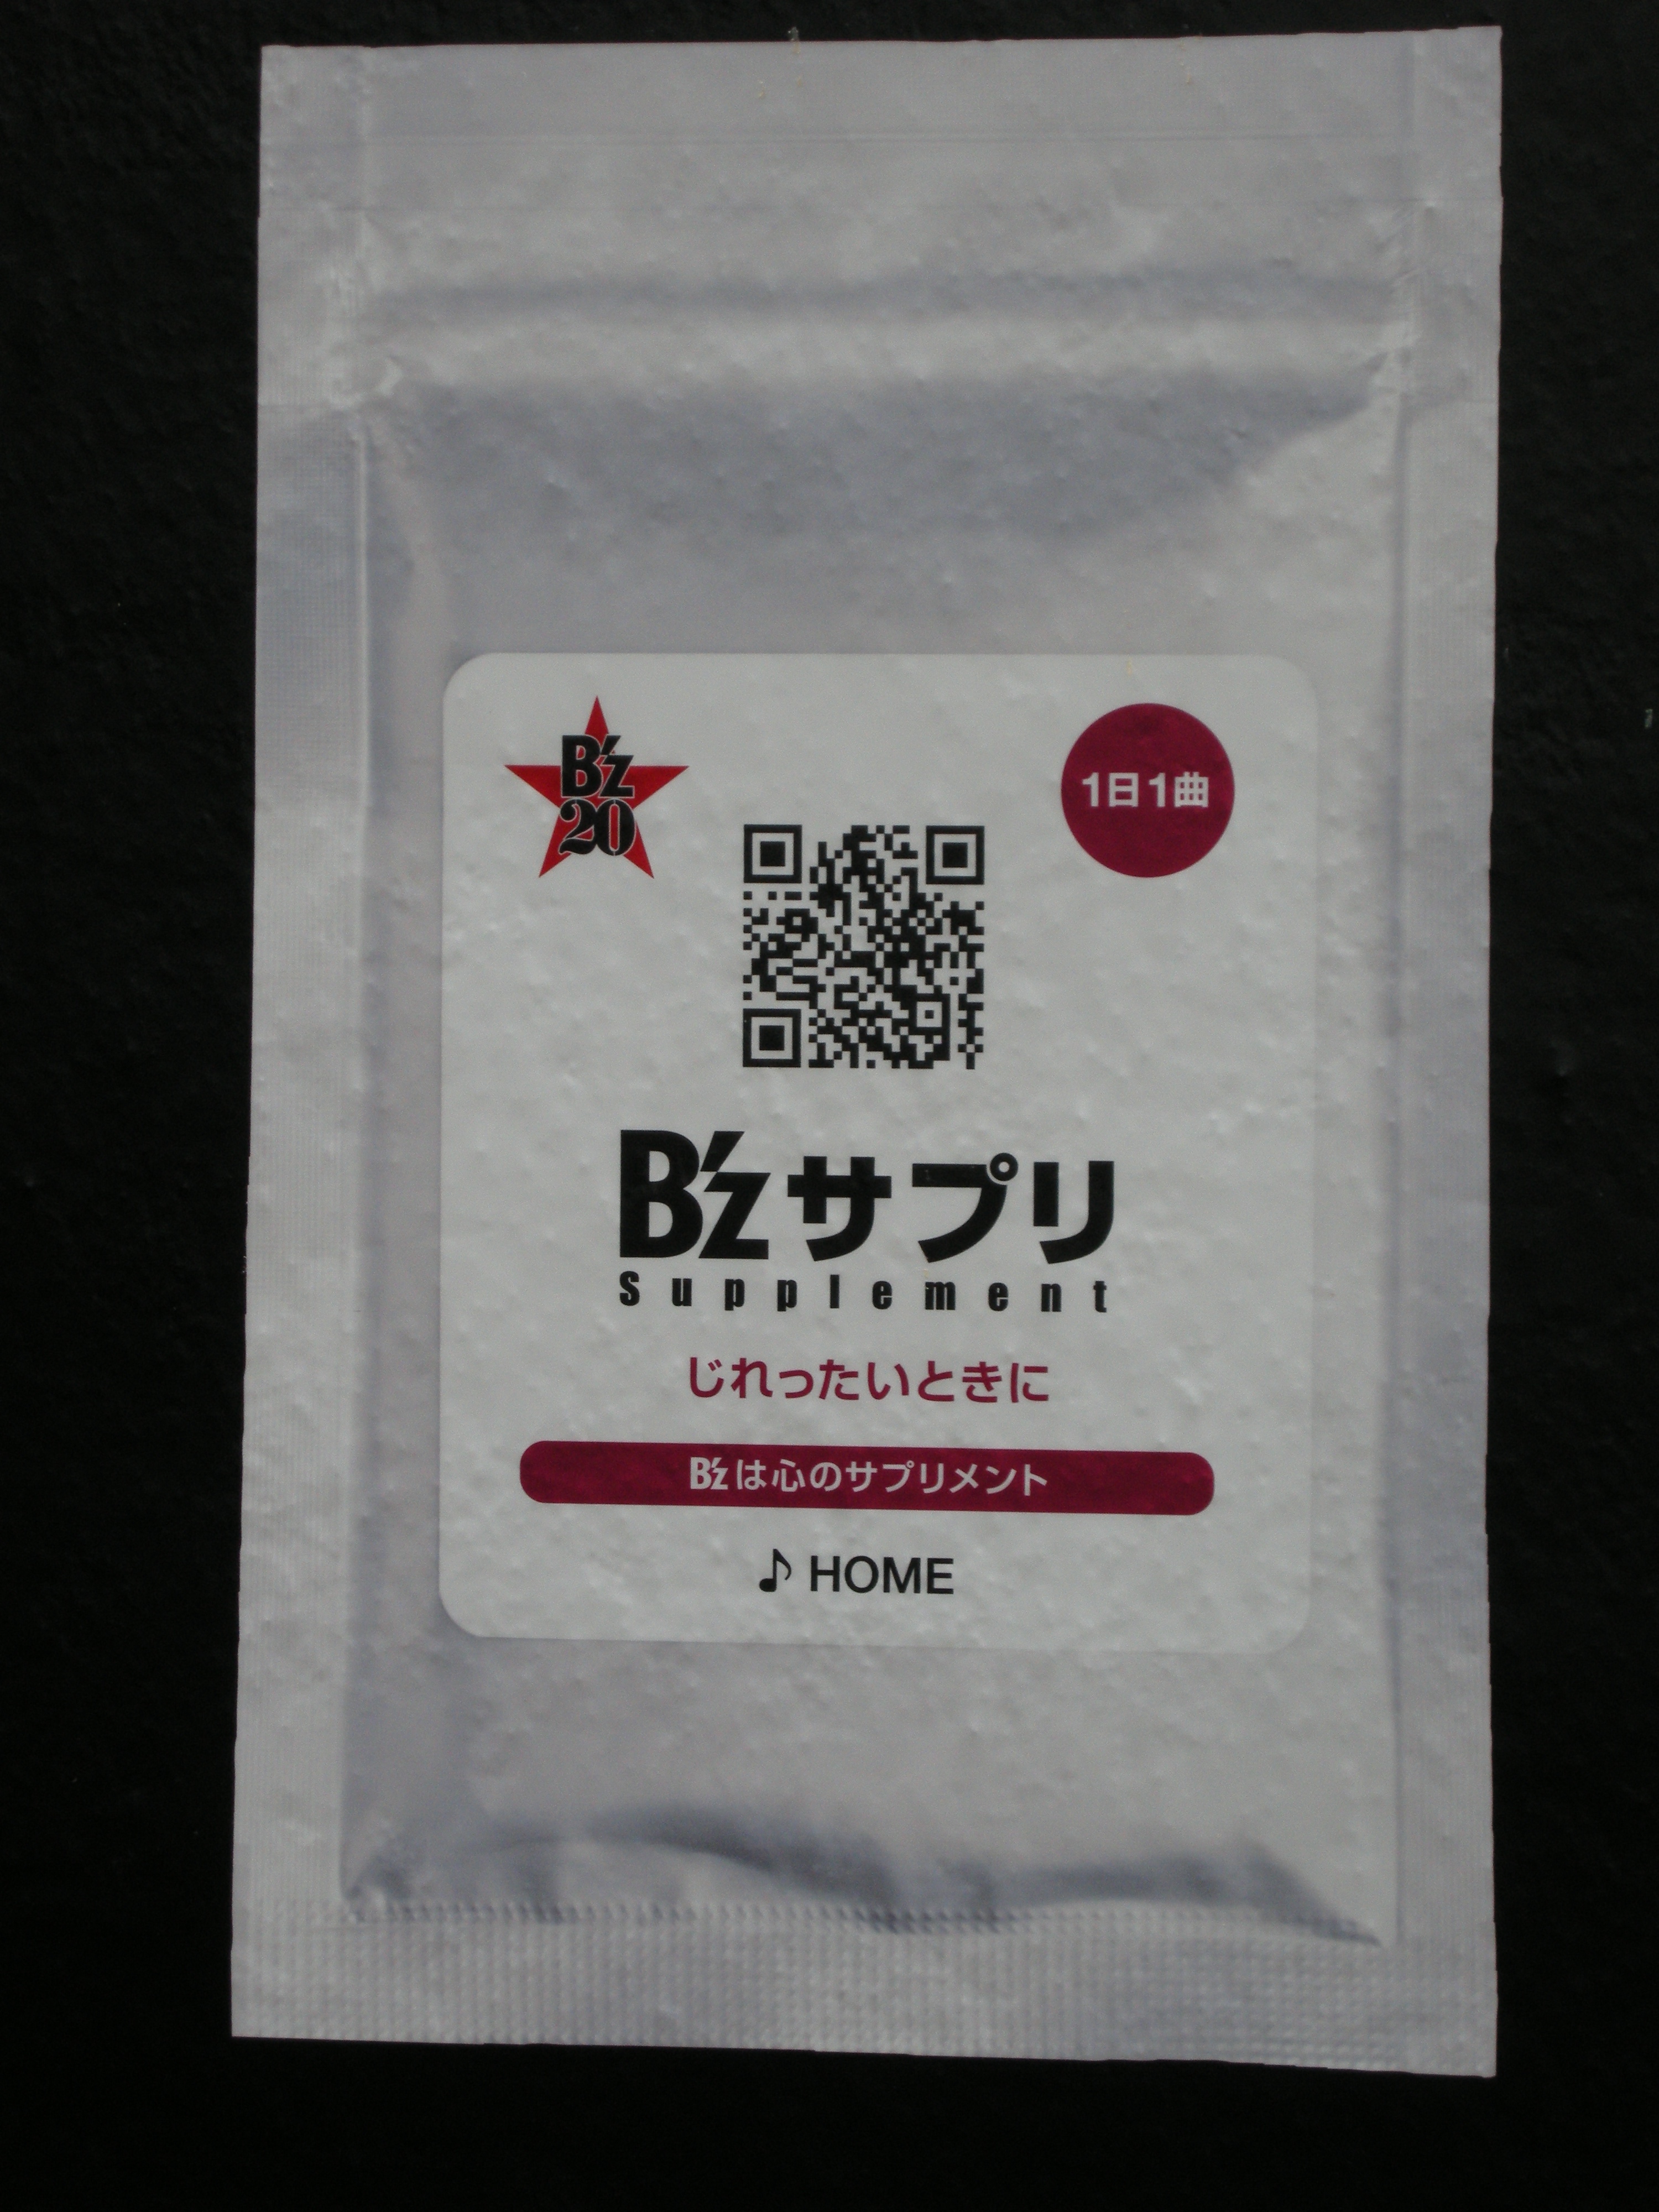 B'z
20
1日1曲
B'zサプリ
Supplement
じれったいときに
B'zは心のサプリメント
♪ HOME